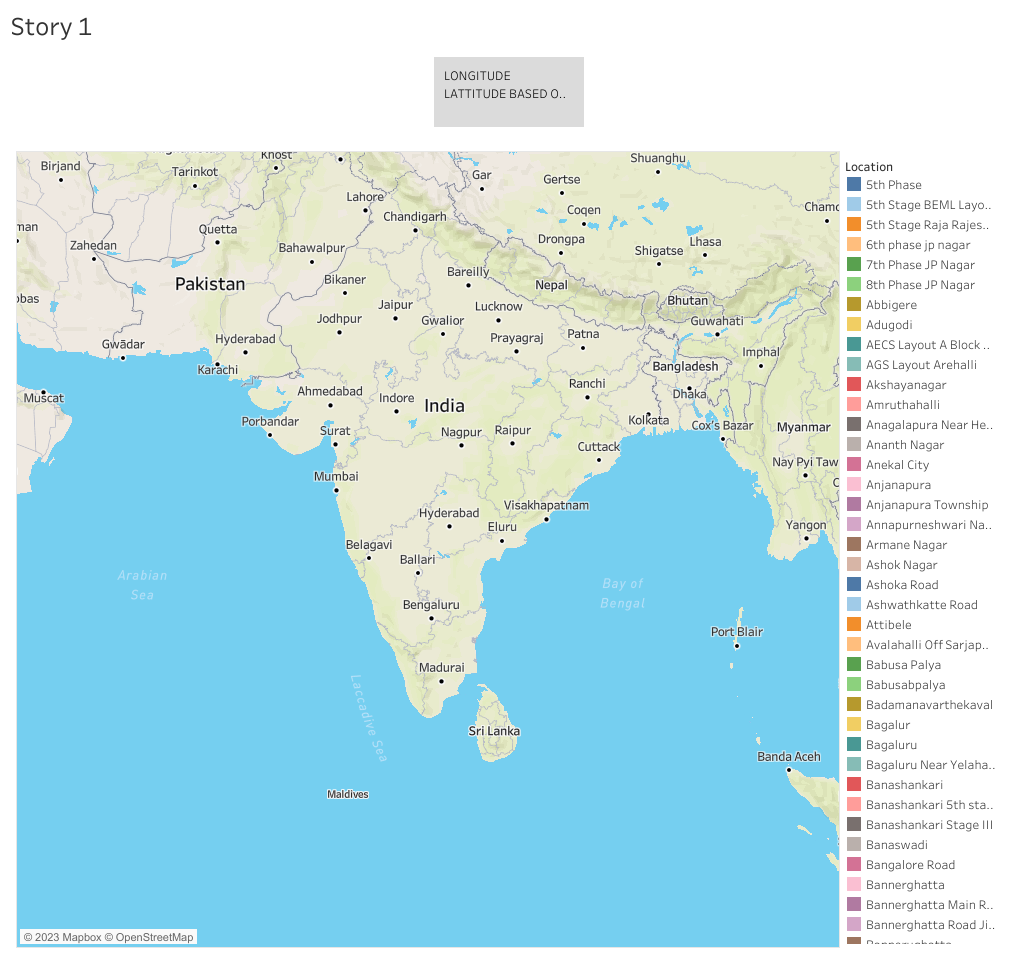 Story 1
LONGITUDE
LATTITUDE BASED O..
Birjand
Tarinkot
Khost
Gar
Gertse
Shuanghu
Lahore
Chandigarh
Coqen
Chamd
man
Zahedan
Quetta
Bahawalpur
Drongpa
Shigatse
Lhasa
Pakistan
Bikaner
Bareilly
Nepal
Bhutan
obas
Jaipur
Lucknow
Guwahati
Jodhpur
Gwalior
Prayagraj
Patna
Gwādar
Hyderabad
Imphal
Karachi
Bangladesh
Muscat
Ahmedabad
Indore
India
Ranchi
Dhaka
Porbandar
Surat
Nagpur
Raipur
Kolkata
Cox's Bazar
Myanmar
Cuttack
Nay Pyi Taw
Mumbai
Hyderabad
Visakhapatnam
Eluru
Yangon
Belagavi
Ballari
Arabian
Sea
Bay of
Bengal
Bengaluru
Port Blair
Madurai
Laccadive Sea
Sri Lanka
Banda Aceh
Maldives
© 2023 Mapbox © OpenStreetMap
Location
5th Phase
5th Stage BEML Layo..
5th Stage Raja Rajes..
6th phase jp nagar
7th Phase JP Nagar
8th Phase JP Nagar
Abbigere
Adugodi
AECS Layout A Block ..
AGS Layout Arehalli
Akshayanagar
Amruthahalli
Anagalapura Near He..
Ananth Nagar
Anekal City
Anjanapura
Anjanapura Township
Annapurneshwari Na..
Armane Nagar
Ashok Nagar
Ashoka Road
Ashwathkatte Road
Attibele
Avalahalli Off Sarjap..
Babusa Palya
Babusabpalya
Badamanavarthekaval
Bagalur
Bagaluru
Bagaluru Near Yelaha..
Banashankari
Banashankari 5th sta..
Banashankari Stage III
Banaswadi
Bangalore Road
Bannerghatta
Bannerghatta Main R..
Bannerghatta Road Ji..